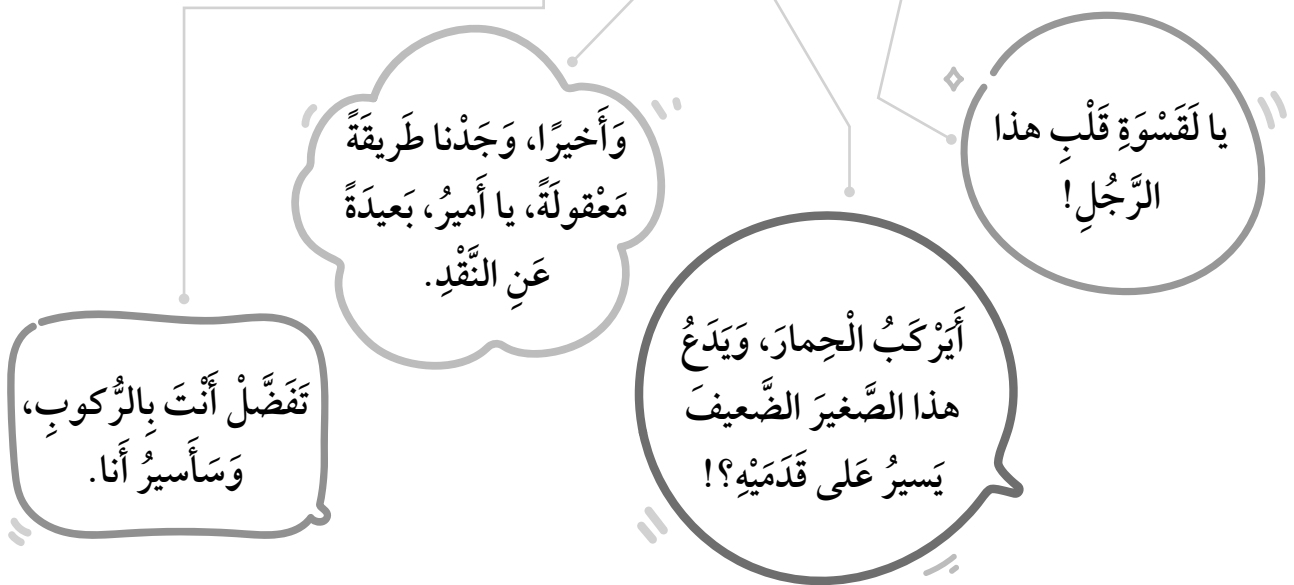 يا لَقَسْوَةِ قَلْبِ هذا
الرَّجُلِ!
أَيَرْكَبُ الْحِمارَ، وَيَدَعُ
هذا الصَّغيرَ الضَّعيفَ
يَسيرُ عَلى قَدَمَيْهِ؟!
وَأَخيرًا، وَجَدْنا طَريقَةً
مَعْقولَةً، يا أَميرُ، بَعيدَةً
عَنِ النَّقْدِ.
تَفَضَّلْ أَنْتَ بِالرُّكوبِ،
وَسَأَسيرُ أَنا.